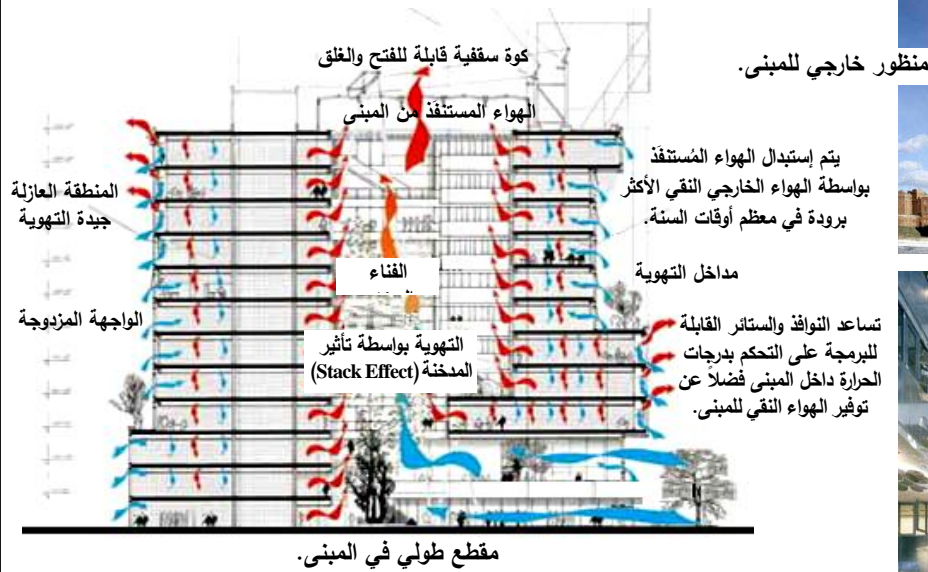 كوة سقفية قابلة للفتح والغلق
منظور خارجي للمبنى.
الهواء المستنفَذ من المبنى
يتم إستبدال الهواء المُستنفَذ
بواسطة الهواء الخارجي النقي الأكثر
برودة في معظم أوقات السنة.
المنطقة العازلة
جيدة التهوية
الفناء
مداخل التهوية
الواجهة المزدوجة
التهوية بواسطة تأثير
المدخنة (Stack Effect)
تساعد النوافذ والستائر القابلة
للبرمجة على التحكم بدرجات
الحرارة داخل المبنى فضلاً عن
توفير الهواء النقي للمبنى.
مقطع طولي في المبنى.